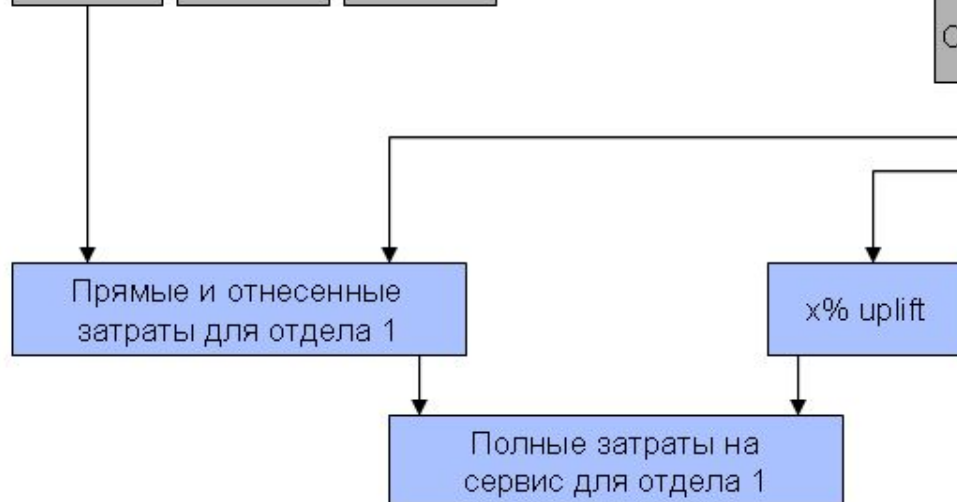 Прямые и отнесенные
затраты для отдела 1
x% uplift
Полные затраты на
сервис для отдела 1